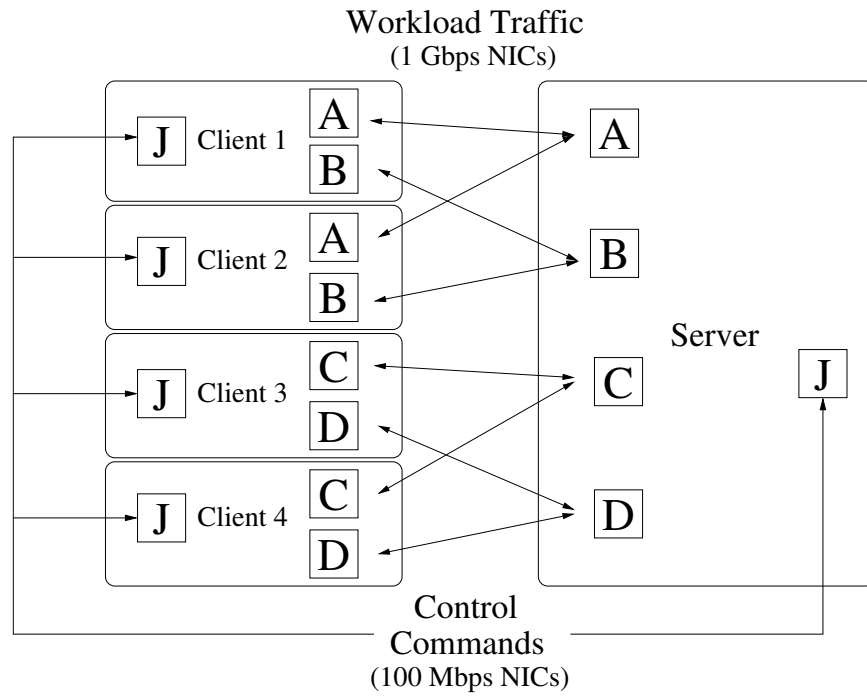 Workload Traffic
(1 Gbps NICs)
J Client 1 A
B
A
J Client 2 A
B
B
J Client 3 C
D
C
Server
J
J Client 4 C
D
D
Control
Commands
(100 Mbps NICs)